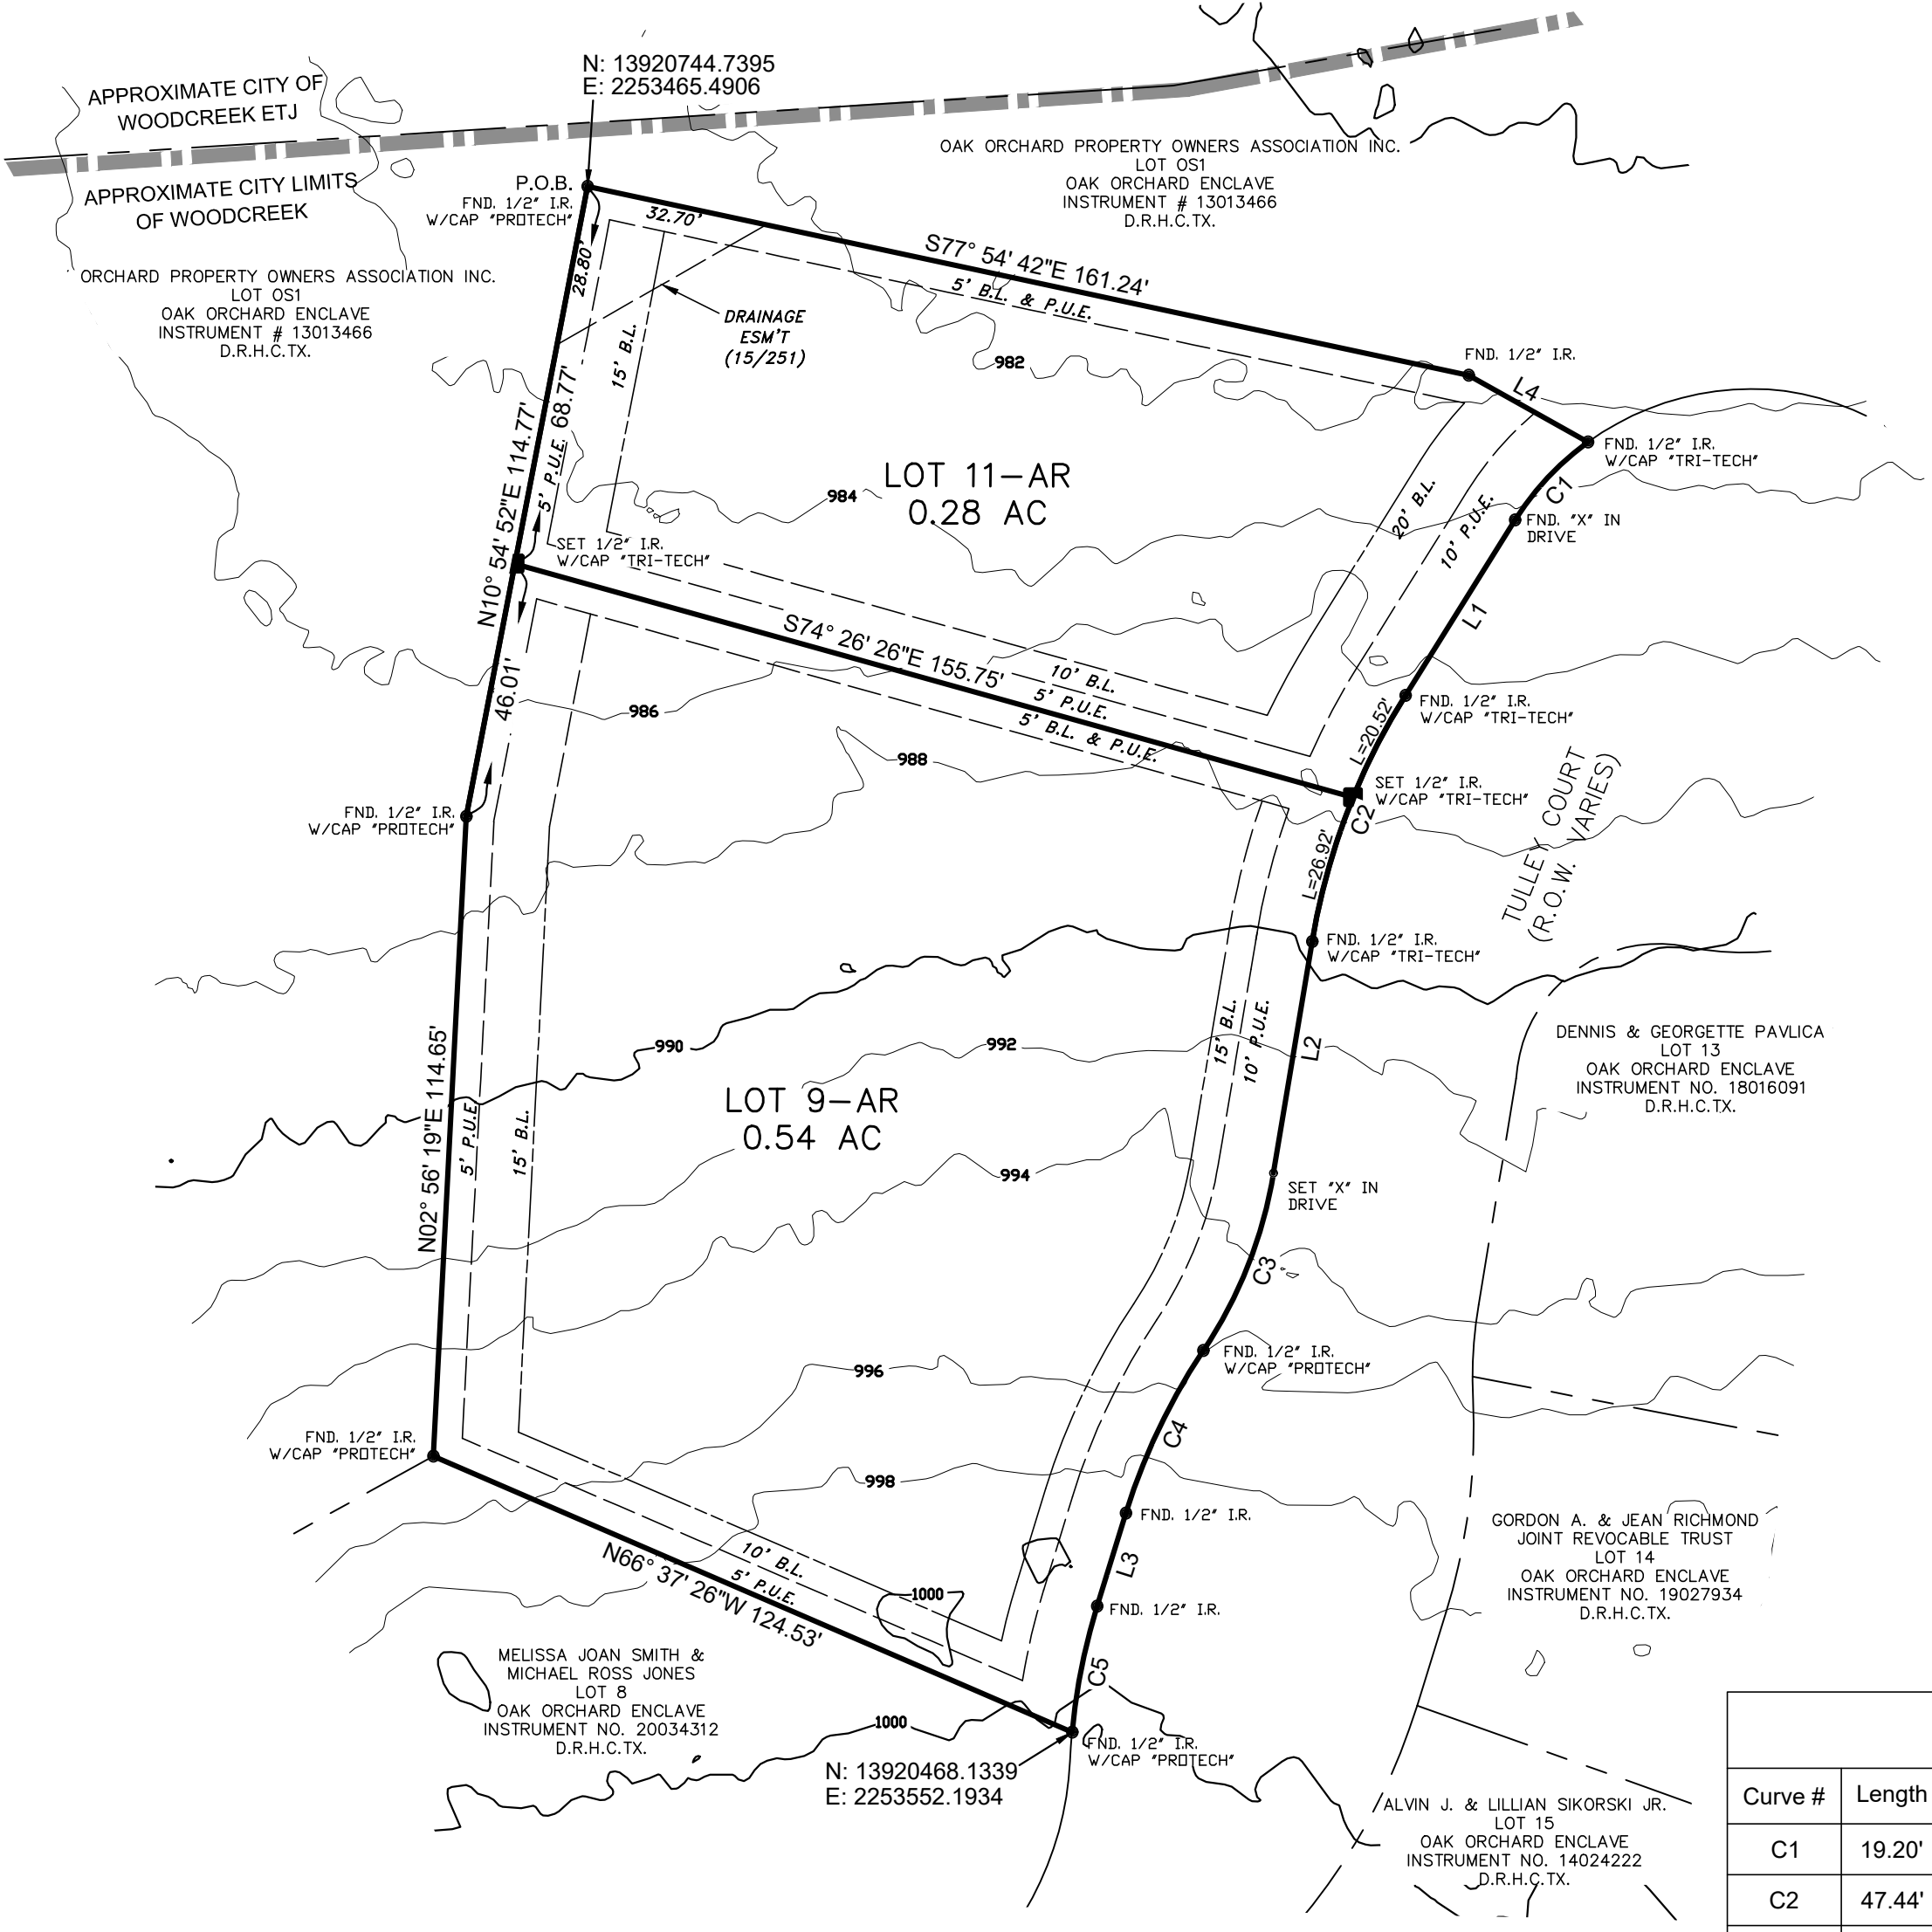 N: 13920744.7395
E: 2253465.4906
APPROXIMATE CITY OF
WOODCREEK ETJ
APPROXIMATE CITY LIMITS
OF WOODCREEK
OAK ORCHARD PROPERTY OWNERS ASSOCIATION INC.
LOT OS1
OAK ORCHARD ENCLAVE
INSTRUMENT # 13013466
D.R.H.C.TX.
P.O.B.
FND. 1/2" I.R.
W/CAP "PROTECH"
32.70'
28.80'
S77° 54' 42"E 161.24'
5' B.L. & P.U.E.
ORCHARD PROPERTY OWNERS ASSOCIATION INC.
LOT OS1
OAK ORCHARD ENCLAVE
INSTRUMENT # 13013466
D.R.H.C.TX.
DRAINAGE
ESM'T
(15/251)
15' B.L.
982
FND. 1/2" I.R.
L4
FND. 1/2" I.R.
W/CAP "TRI-TECH"
C1
FND. "X" IN
DRIVE
N10° 54' 52"E 114.77'
5' P.U.E.
68.77'
984
LOT 11-AR
0.28 AC
20' B.L.
10' P.U.E.
L1
SET 1/2" I.R.
W/CAP "TRI-TECH"
S74° 26' 26"E 155.75'
10' B.L.
5' P.U.E.
5' B.L. & P.U.E.
46.01'
986
988
FND. 1/2" I.R.
W/CAP "TRI-TECH"
L=20.52'
SET 1/2" I.R.
W/CAP "TRI-TECH"
C2
L=26.92'
TULLEY COURT
(R.O.W. VARIES)
FND. 1/2" I.R.
W/CAP "PROTECH"
FND. 1/2" I.R.
W/CAP "TRI-TECH"
15' B.L.
10' P.U.E.
L2
990
992
N02° 56' 19"E 114.65'
5' P.U.E
15' B.L.
LOT 9-AR
0.54 AC
DENNIS & GEORGETTE PAVLICA
LOT 13
OAK ORCHARD ENCLAVE
INSTRUMENT NO. 18016091
D.R.H.C.TX.
994
SET "X" IN
DRIVE
C3
FND. 1/2" I.R.
W/CAP "PROTECH"
996
C4
FND. 1/2" I.R.
W/CAP "PROTECH"
998
FND. 1/2" I.R.
L3
GORDON A. & JEAN RICHMOND
JOINT REVOCABLE TRUST
LOT 14
OAK ORCHARD ENCLAVE
INSTRUMENT NO. 19027934
D.R.H.C.TX.
10' B.L.
5' P.U.E.
N66° 37' 26"W 124.53'
1000
FND. 1/2" I.R.
C5
MELISSA JOAN SMITH &
MICHAEL ROSS JONES
LOT 8
OAK ORCHARD ENCLAVE
INSTRUMENT NO. 20034312
D.R.H.C.TX.
1000
FND. 1/2" I.R.
W/CAP "PROTECH"
N: 13920468.1339
E: 2253552.1934
ALVIN J. & LILLIAN SIKORSKI JR.
LOT 15
OAK ORCHARD ENCLAVE
INSTRUMENT NO. 14024222
D.R.H.C.TX.
Curve # Length
C1 19.20'
C2 47.44'